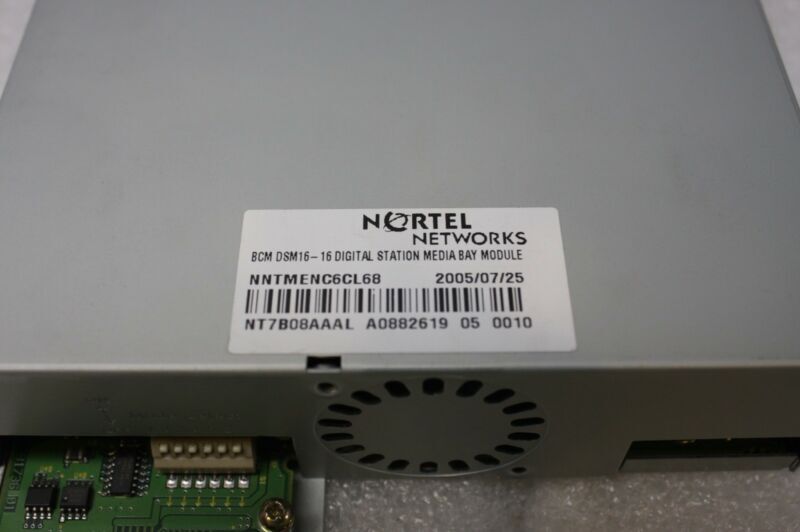 NORTEL
NETWORKS
BCM DSM16-16 DIGITAL STATION MEDIA BAY MODULE
NNTMENC6CL68 2005/07/25
NT7B08AAAL A0882619 05 0010